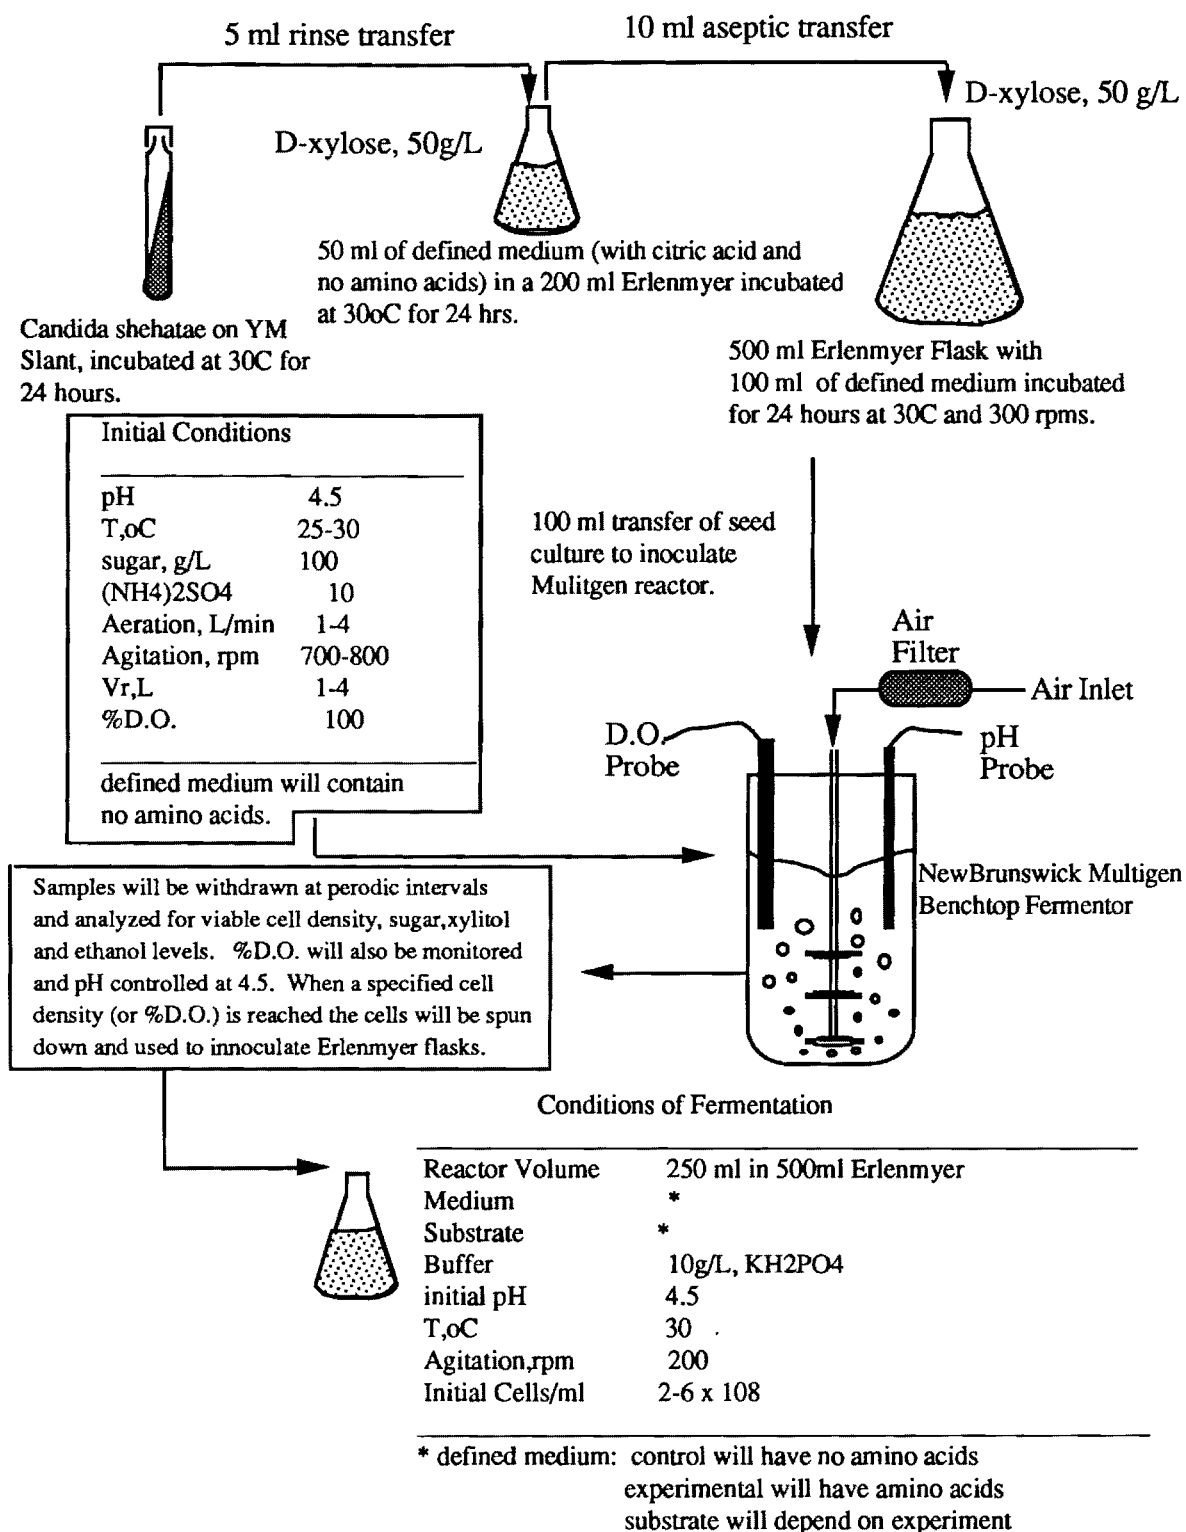 5 ml rinse transfer
10 ml aseptic transfer
D-xylose, 50g/L
D-xylose, 50 g/L
50 ml of defined medium (with citric acid and
no amino acids) in a 200 ml Erlenmyer incubated
at 30oC for 24 hrs.
Candida shehatae on YM
Slant, incubated at 30C for
24 hours.
500 ml Erlenmyer Flask with
100 ml of defined medium incubated
for 24 hours at 30C and 300 rpms.
Initial Conditions
pH 4.5
T,oC 25-30
sugar, g/L 100
(NH4)2SO4 10
Aeration, L/min 1-4
Agitation, rpm 700-800
Vr,L 1-4
%D.O. 100
defined medium will contain
no amino acids.
100 ml transfer of seed
culture to inoculate
Mulitgen reactor.
Air
Filter
Air Inlet
D.O.
Probe
pH
Probe
NewBrunswick Multigen
Benchtop Fermentor
Samples will be withdrawn at perodic intervals
and analyzed for viable cell density, sugar,xylitol
and ethanol levels. %D.O. will also be monitored
and pH controlled at 4.5. When a specified cell
density (or %D.O.) is reached the cells will be spun
down and used to innoculate Erlenmyer flasks.
Conditions of Fermentation
Reactor Volume 250 ml in 500ml Erlenmyer
Medium *
Substrate *
Buffer 10g/L, KH2PO4
initial pH 4.5
T,oC 30
Agitation,rpm 200
Initial Cells/ml 2-6 x 108
* defined medium: control will have no amino acids
experimental will have amino acids
substrate will depend on experiment